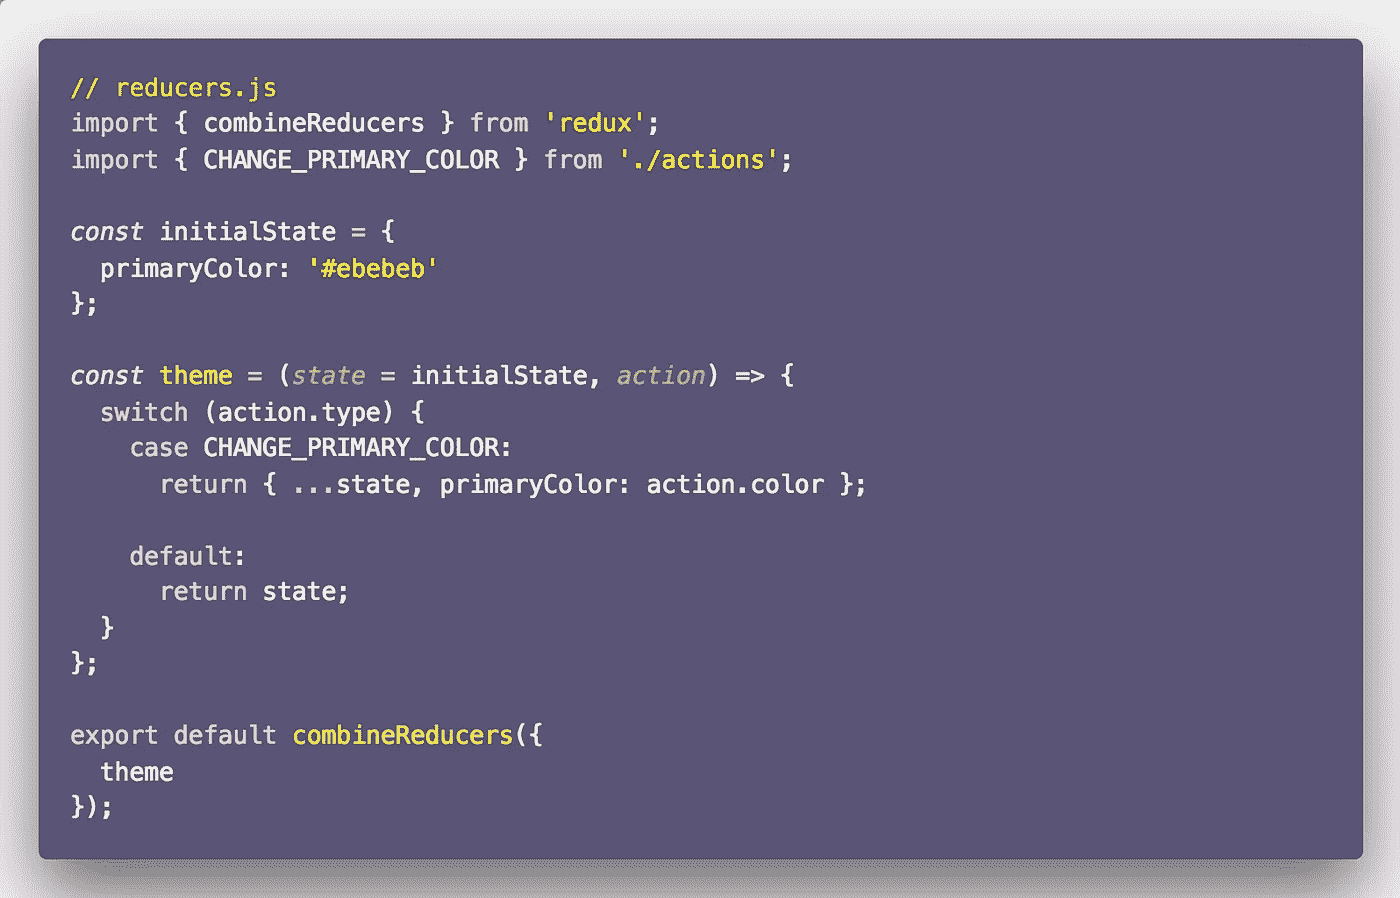 // reducers.js
import { combineReducers } from 'redux';
import { CHANGE_PRIMARY_COLOR } from './actions';
const initialState = {
  primaryColor: '#ebebeb'
};
const theme = (state = initialState, action) => {
  switch (action.type) {
    case CHANGE_PRIMARY_COLOR:
      return { ...state, primaryColor: action.color };
    default:
      return state;
  }
};
export default combineReducers({
  theme
});